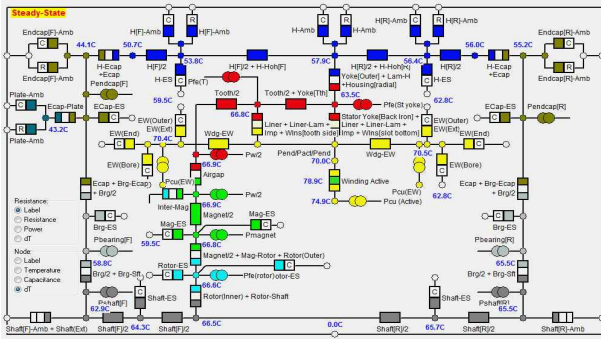 Steady-State
H[F]-Amb
H[F]-Amb
H-Amb
H-Amb
H[R]-Amb
H[R]-Amb
Endcap[F]-Amb
44.1C
50.7C
53.8C
57.9C
56.4C
56.0C
55.2C
Endcap[R]-Amb
H-Ecap
+Ecap
H[F]/2
H[F]/2 + H-Hoh[F]
H[R]/2 + H-Hoh[R]
H[R]/2
H-Ecap
+Ecap
Endcap[F]-Amb
Pendcap[F]
H-ES
Pfe(T)
Yoke[Outer] + Lam-H
+Housing[radial]
H-ES
Endcap[R]-Amb
Plate-Amb
Ecap-Plate
ECap-ES
59.5C
Tooth/2
Tooth/2 + Yoke[Tth]
63.5C
Pfe(St yoke)
62.8C
ECap-ES
Pendcap[R]
43.2C
Plate-Amb
EW(Outer)
EW(Ext)
66.8C
Liner + Liner-Lam +
Imp + Wins[tooth side]
Stator Yoke[Back Iron] +
Liner + Liner-Lam +
Imp + Wins[slot bottom]
EW(Outer)
EW(Ext)
EW(End)
70.4C
Wdg-EW
Pend/Pact/Pend
Wdg-EW
70.5C
EW(End)
66.9C
Pw/2
70.0C
EW(Bore)
Airgap
78.9C
Winding Active
EW(Bore)
Ecap + Brg-Ecap
+ Brg/2
Pcu(EW)
66.9C
Pw/2
74.9C
Pcu (Active)
Pcu(EW)
62.8C
Ecap + Brg-Ecap
+ Brg/2
Inter-Mag
Magnet/2
Mag-ES
Resistance:
Label
Resistance
Power
dT
Brg-ES
Mag-ES
59.5C
66.8C
Pmagnet
Brg-ES
Pbearing[F]
58.8C
Magnet/2 + Mag-Rotor + Rotor(Outer)
Pbearing[R]
65.5C
Node:
Label
Temperature
Capacitance
dT
Brg/2 + Brg-Sft
Rotor-ES
66.6C
Pfe(rotor)
rotor-ES
Brg/2 + Brg-Sft
Pshaft[F]
62.9C
Shaft-ES
Rotor(Inner) + Rotor-Shaft
Shaft-ES
65.5C
Shaft[F]-Amb + Shaft(Ext)
Shaft[F]/2
64.3C
Shaft[F]/2
66.5C
0.0C
Shaft[R]/2
65.7C
Shaft[R]/2
Shaft[R]-Amb